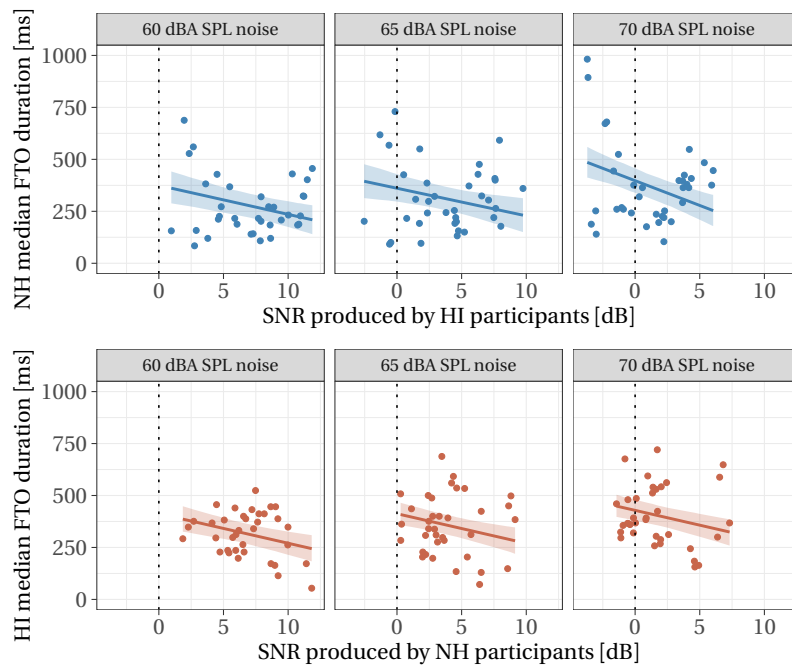 60 dBA SPL noise 65 dBA SPL noise 70 dBA SPL noise
NH median FTO duration [ms]
1000
750
500
250
0
0 5 10 0 5 10 0 5 10
SNR produced by HI participants [dB]
60 dBA SPL noise 65 dBA SPL noise 70 dBA SPL noise
HI median FTO duration [ms]
1000
750
500
250
0
0 5 10 0 5 10 0 5 10
SNR produced by NH participants [dB]